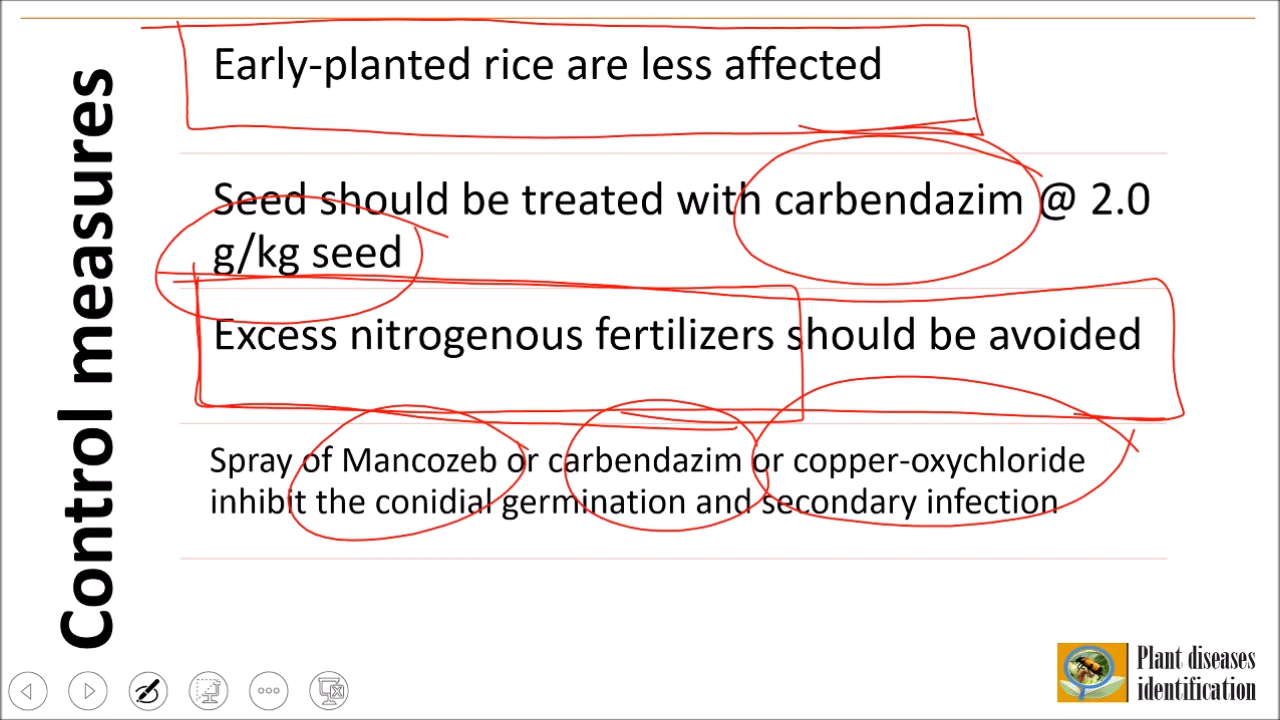 Control measures
Early-planted rice are less affected
Seed should be treated with carbendazim @ 2.0
g/kg seed
Excess nitrogenous fertilizers should be avoided
Spray of Mancozeb or carbendazim or copper-oxychloride
inhibit the conidial germination and secondary infection
Plant diseases
identification